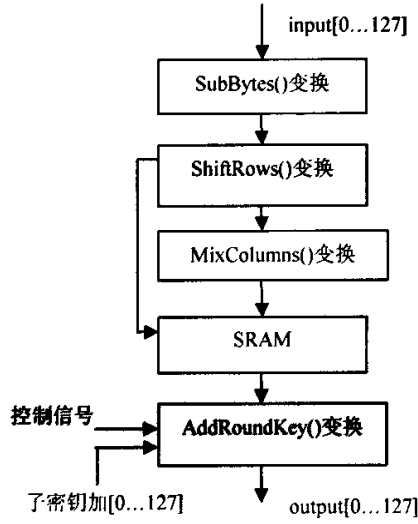 input[0…127]
SubBytes()变换
ShiftRows()变换
MixColumns()变换
SRAM
控制信号
AddRoundKey()变换
子密钥加[0…127]
output[0…127]